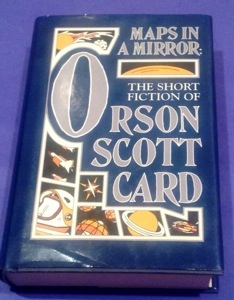 MAPS IN
A MIRROR:
THE SHORT
FICTION OF
ORSON
SCOTT
CARD